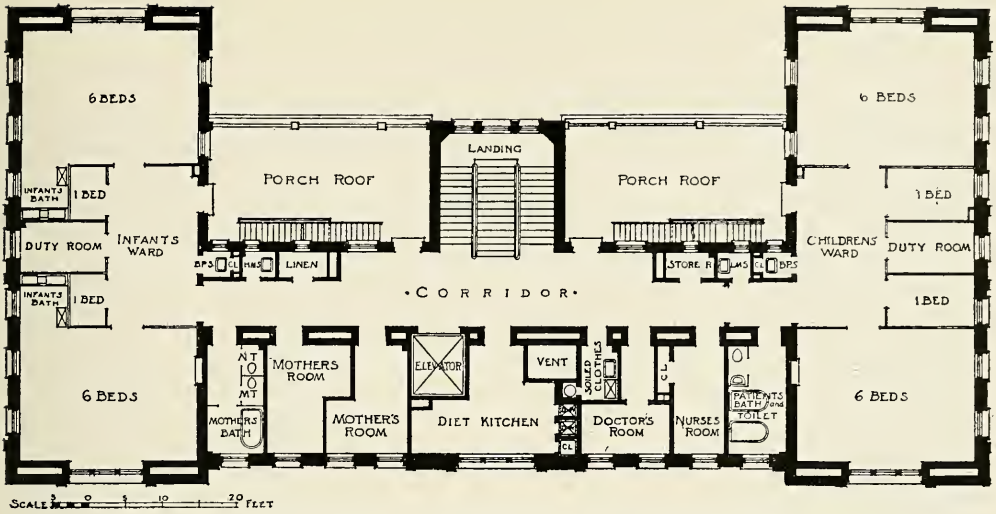 6 BEDS
6 BEDS
LANDING
PORCH ROOF
PORCH ROOF
INFANTS
BATH
1 BED
1 BED
DUTY ROOM
INFANTS
WARD
CHILDRENS
WARD
DUTY ROOM
BPS
CL
HMS
LINEN
STORE R
LMS
CL
BPS
INFANTS
BATH
1 BED
• CORRIDOR •
1 BED
6 BEDS
NT
MT
MOTHERS
BATH
MOTHERS
ROOM
MOTHER'S
ROOM
ELEVATOR
DIET KITCHEN
VENT
CL
SOILED
CLOTHES
DOCTOR'S
ROOM
CL
NURSES
ROOM
PATIENTS
BATH and
TOILET
6 BEDS
SCALE 5 0 5 10 20 FEET